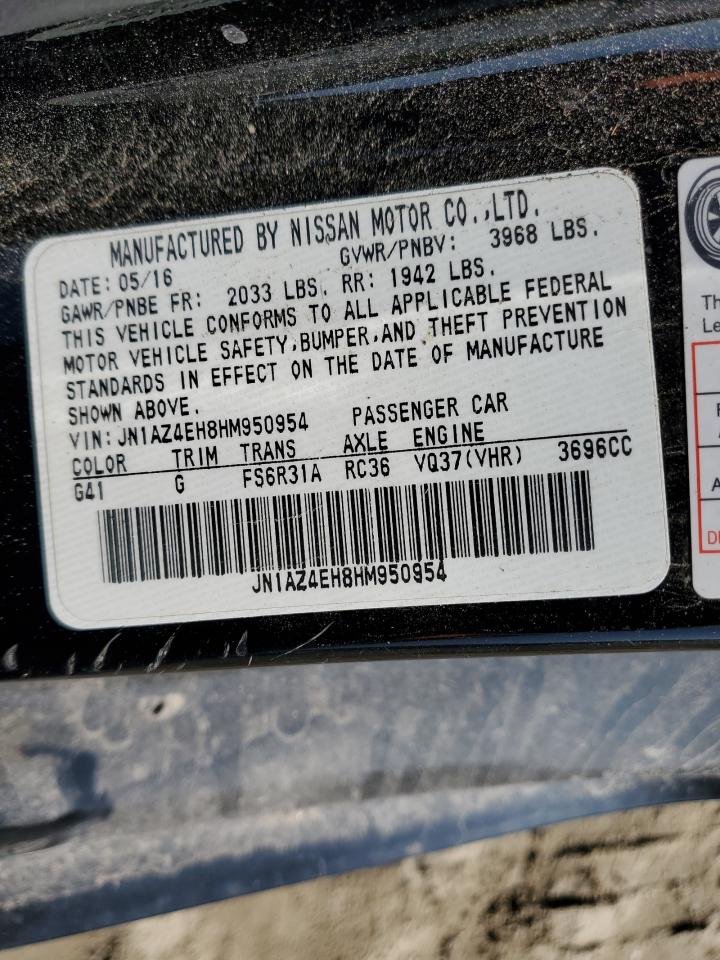 MANUFACTURED BY NISSAN MOTOR CO.,LTD.
DATE: 05/16 GVWR/PNBV: 3968 LBS.
GAWR/PNBE FR: 2033 LBS. RR: 1942 LBS.
THIS VEHICLE CONFORMS TO ALL APPLICABLE FEDERAL
MOTOR VEHICLE SAFETY,BUMPER,AND THEFT PREVENTION
STANDARDS IN EFFECT ON THE DATE OF MANUFACTURE
SHOWN ABOVE.
VIN: JN1AZ4EH8HM950954 PASSENGER CAR
COLOR TRIM TRANS AXLE ENGINE
G41 G FS6R31A RC36 VQ37(VHR) 3696CC
JN1AZ4EH8HM950954